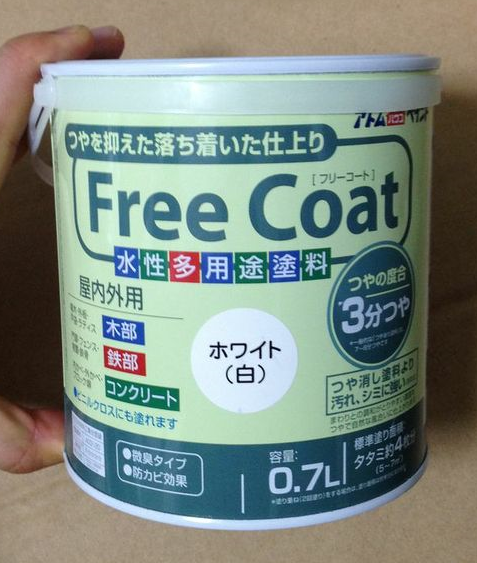 アトムハウスペイント
つやを抑えた落ち着いた仕上り
Free Coat
[フリーコート]
水性多用途塗料
屋内外用
木部
鉄部
コンクリート
ビニルクロスにも塗れます
ホワイト
(白)
つやの度合
3分つや
つや消し塗料より
汚れ、シミに強い
●微臭タイプ
●防カビ効果
容量:
0.7L
標準塗り面積:
タタミ約4枚分